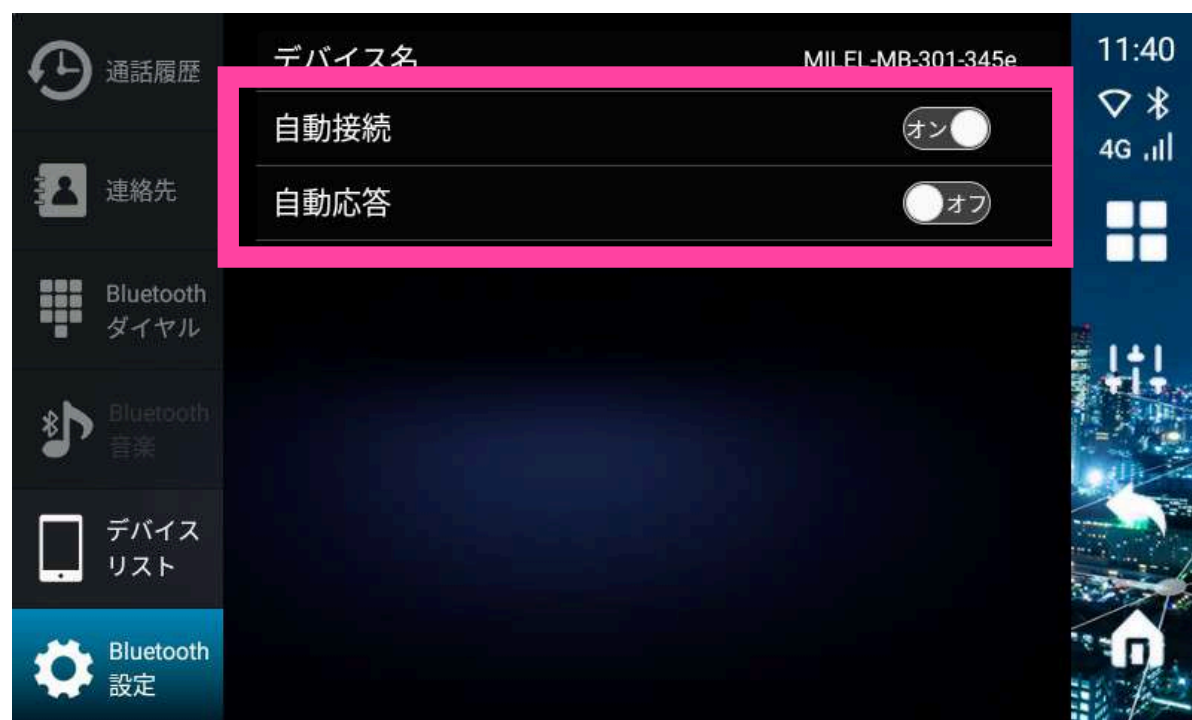 通話履歴
連絡先
Bluetooth
ダイヤル
Bluetooth
音楽
デバイス
リスト
Bluetooth
設定
デバイス名
MILEL-MB-301-345e
自動接続
オン
自動応答
オフ
11:40
4G